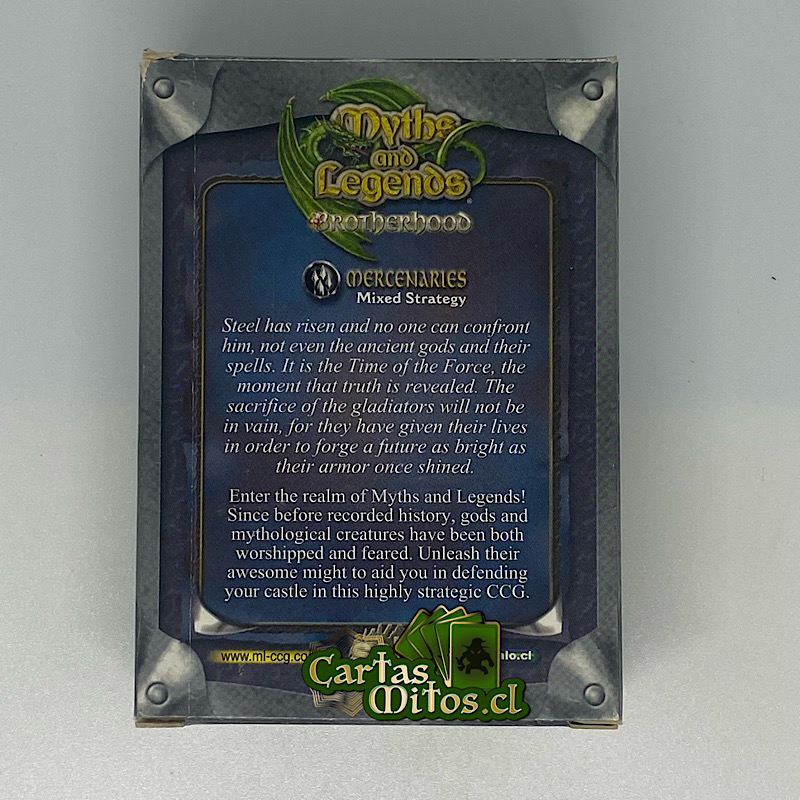 Myths
and
Legends
Brotherhood
MERCENARIES
Mixed Strategy
Steel has risen and no one can confront
him, not even the ancient gods and their
spells. It is the Time of the Force, the
moment that truth is revealed. The
sacrifice of the gladiators will not be
in vain, for they have given their lives
in order to forge a future as bright as
their armor once shined.
Enter the realm of Myths and Legends!
Since before recorded history, gods and
mythological creatures have been both
worshipped and feared. Unleash their
awesome might to aid you in defending
your castle in this highly strategic CCG.
www.ml-ccg.co
Cartas
Mitos.cl